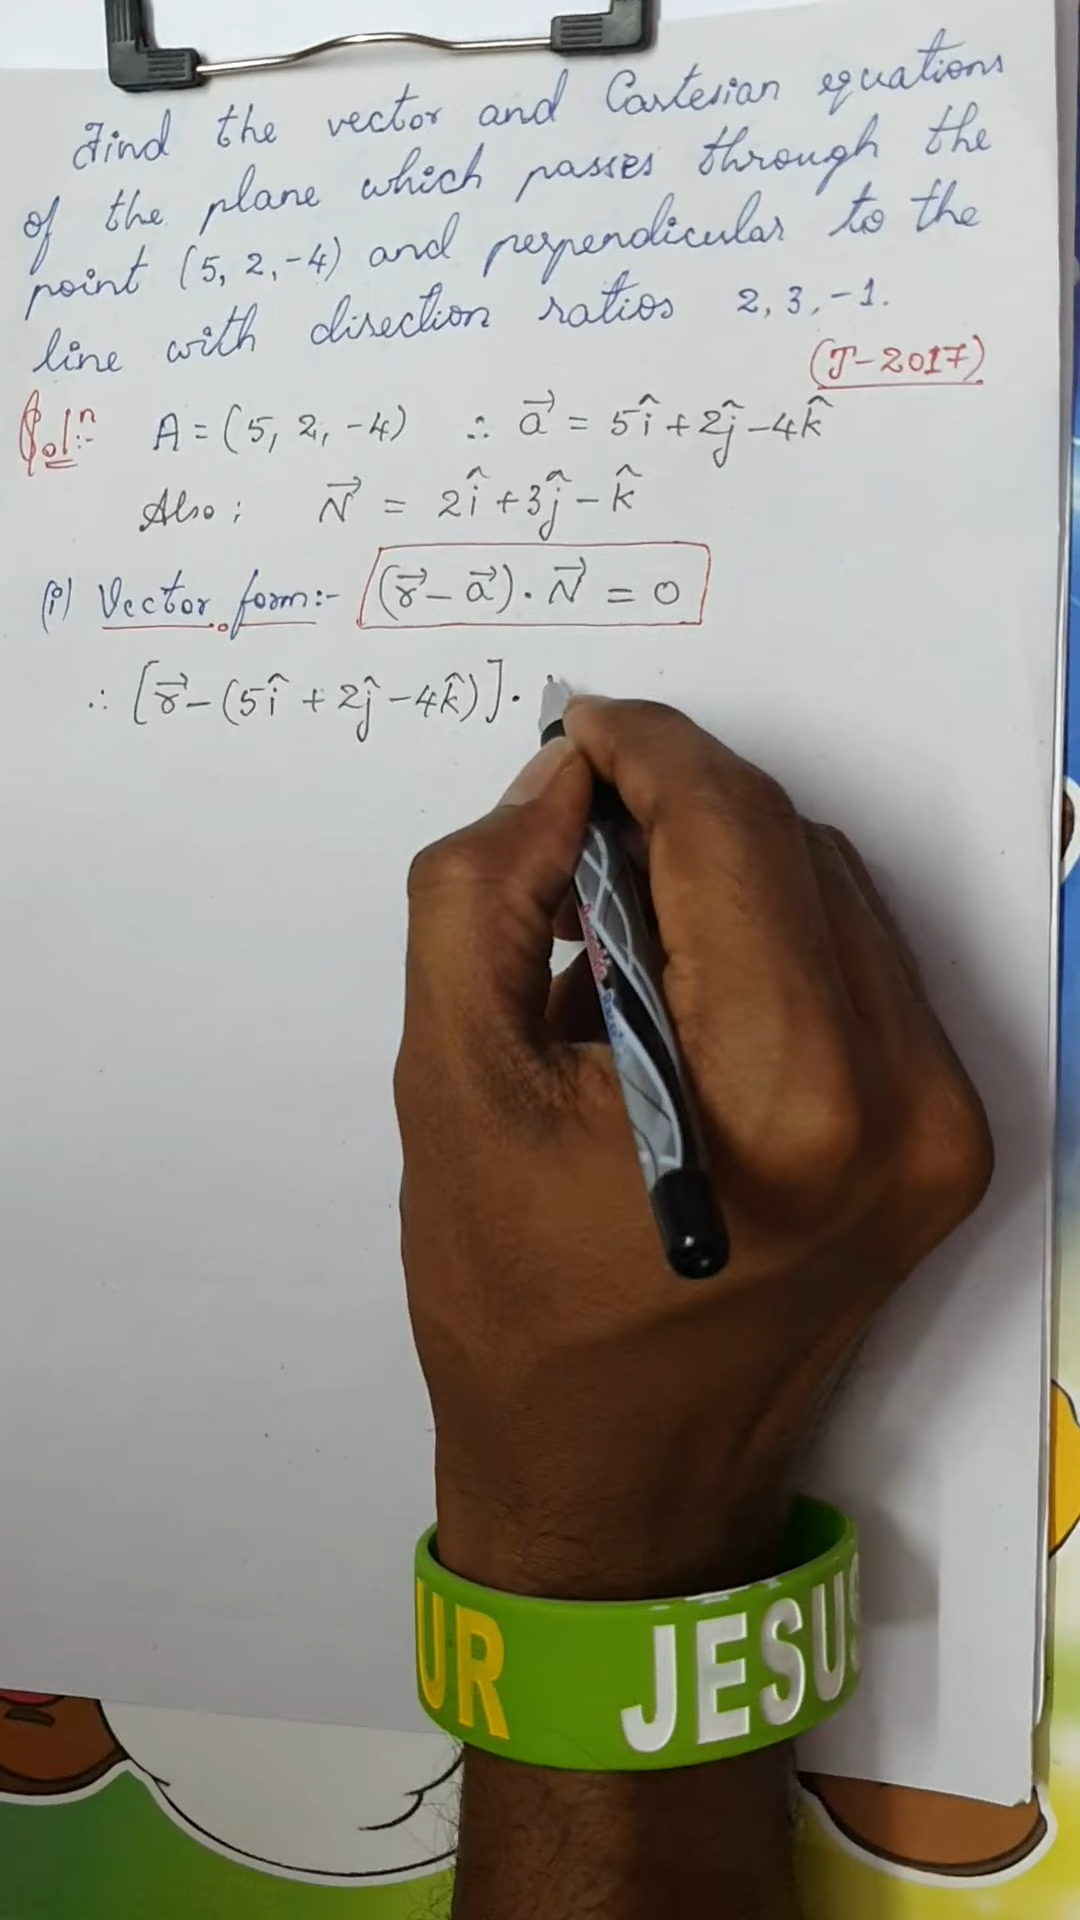 Find the vector and Cartesian equations
of the plane which passes through the
point (5, 2, -4) and perpendicular to the
line with direction ratios 2, 3, -1.
(J-2017)
Solⁿ:- A = (5, 2, -4) ∴ a⃗ = 5î + 2ĵ - 4k̂
Also; N⃗ = 2î + 3ĵ - k̂
(i) Vector form:- (r⃗ - a⃗) · N⃗ = 0
∴ [r⃗ - (5î + 2ĵ - 4k̂)] ·
UR JESUS